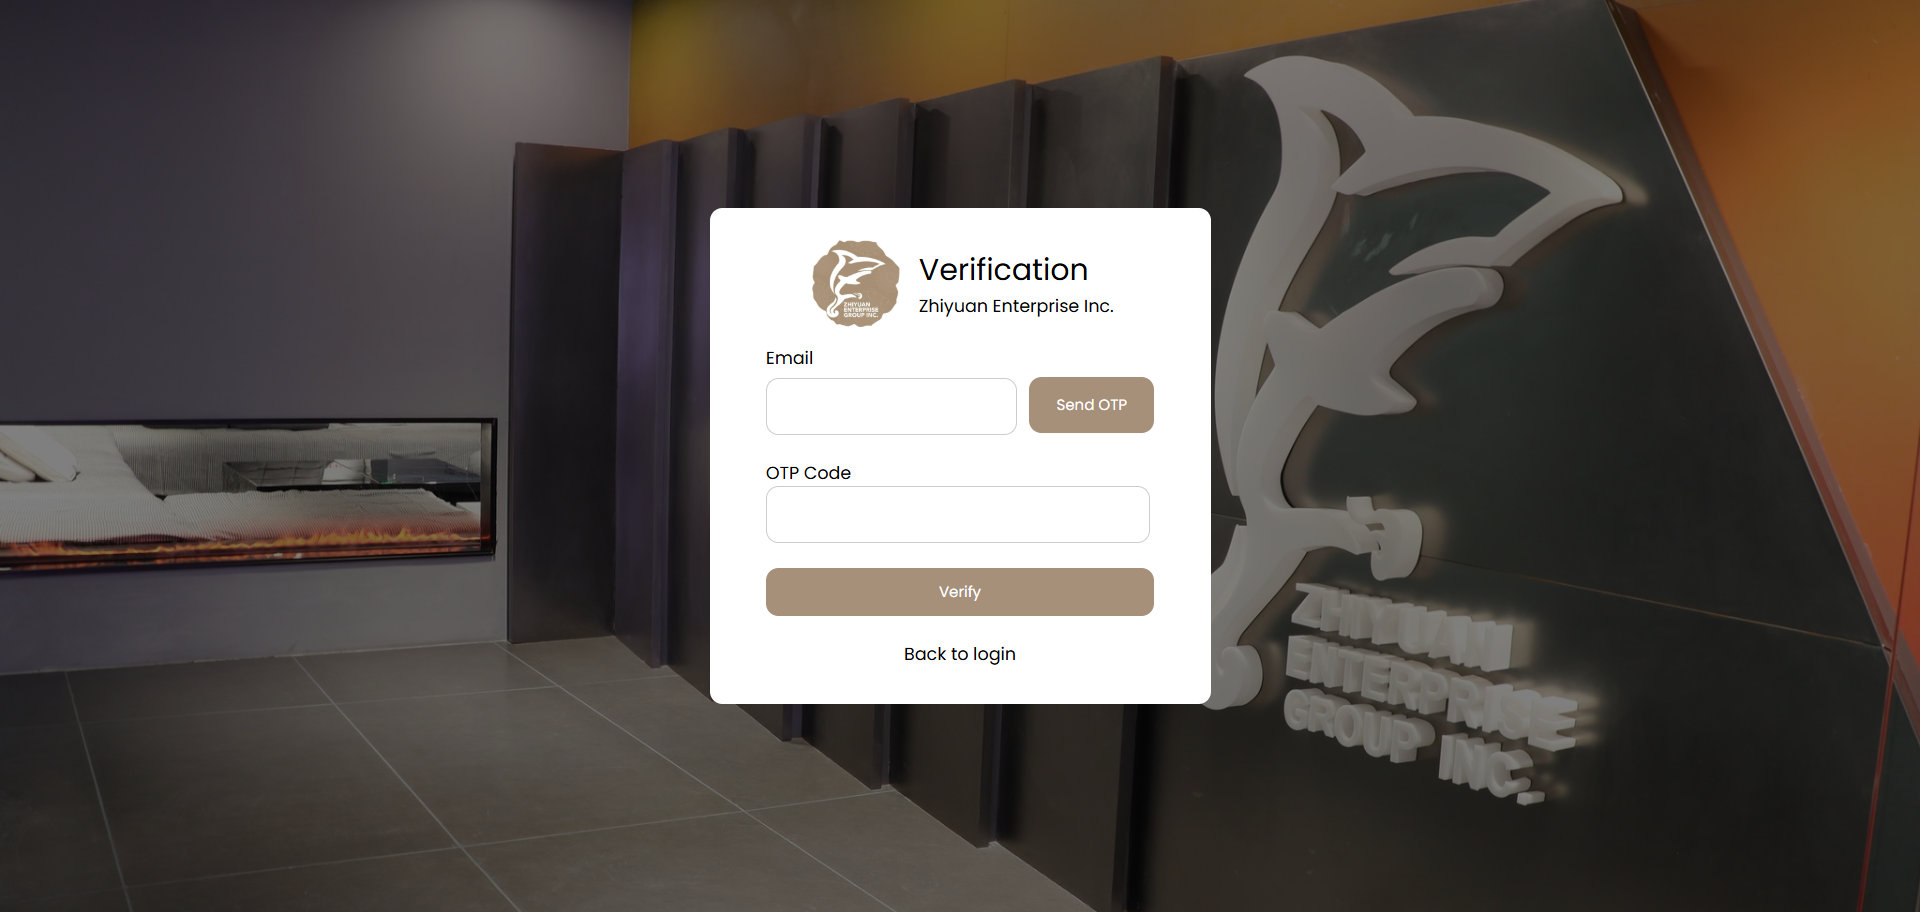 Verification
Zhiyuan Enterprise Inc.
ZHIYUAN
ENTERPRISE
GROUP INC.
Email
Send OTP
OTP Code
Verify
Back to login
ZHIYUAN
ENTERPRISE
GROUP INC.